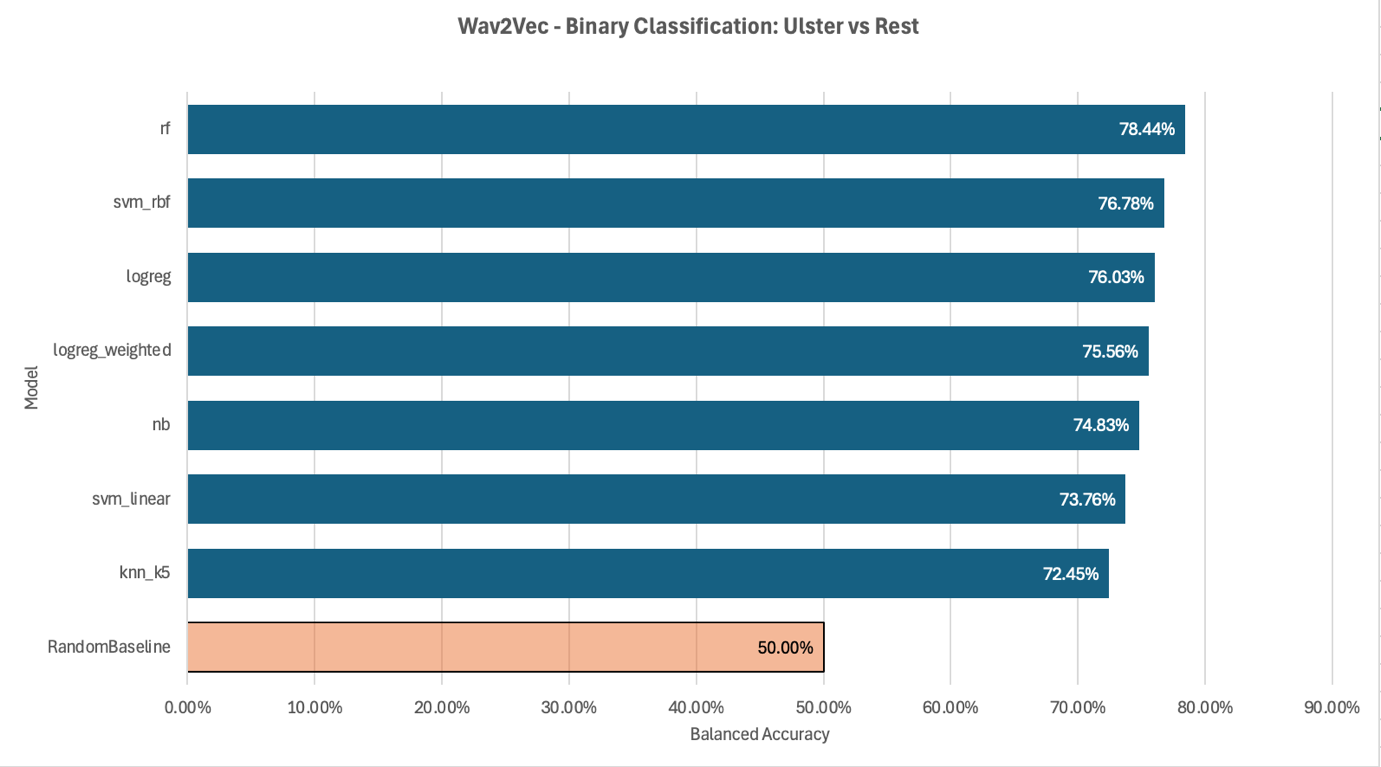 Wav2Vec - Binary Classification: Ulster vs Rest
rf
78.44%
svm_rbf
76.78%
logreg
76.03%
logreg_weighted
75.56%
Model
nb
74.83%
svm_linear
73.76%
knn_k5
72.45%
RandomBaseline
50.00%
0.00% 10.00% 20.00% 30.00% 40.00% 50.00% 60.00% 70.00% 80.00% 90.00%
Balanced Accuracy